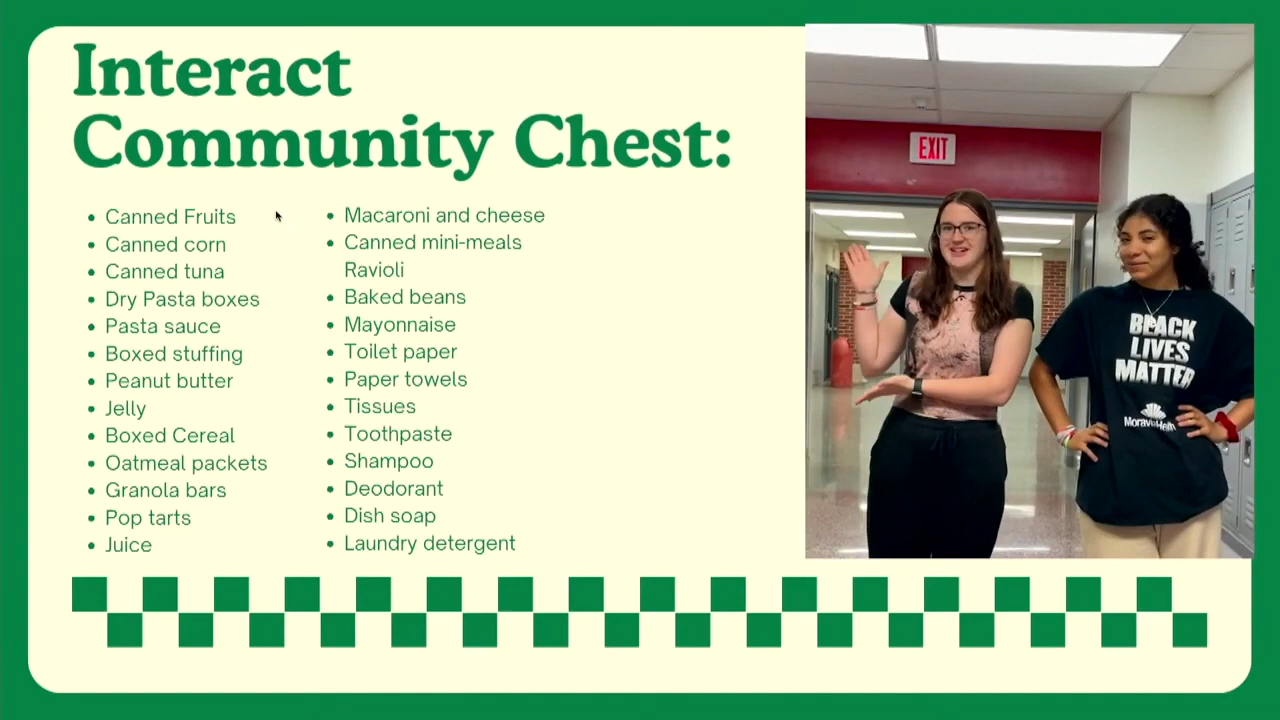 Interact
Community Chest:
Canned Fruits
Canned corn
Canned tuna
Dry Pasta boxes
Pasta sauce
Boxed stuffing
Peanut butter
Jelly
Boxed Cereal
Oatmeal packets
Granola bars
Pop tarts
Juice
Macaroni and cheese
Canned mini-meals
Ravioli
Baked beans
Mayonnaise
Toilet paper
Paper towels
Tissues
Toothpaste
Shampoo
Deodorant
Dish soap
Laundry detergent
EXIT
BLACK
LIVES
MATTER